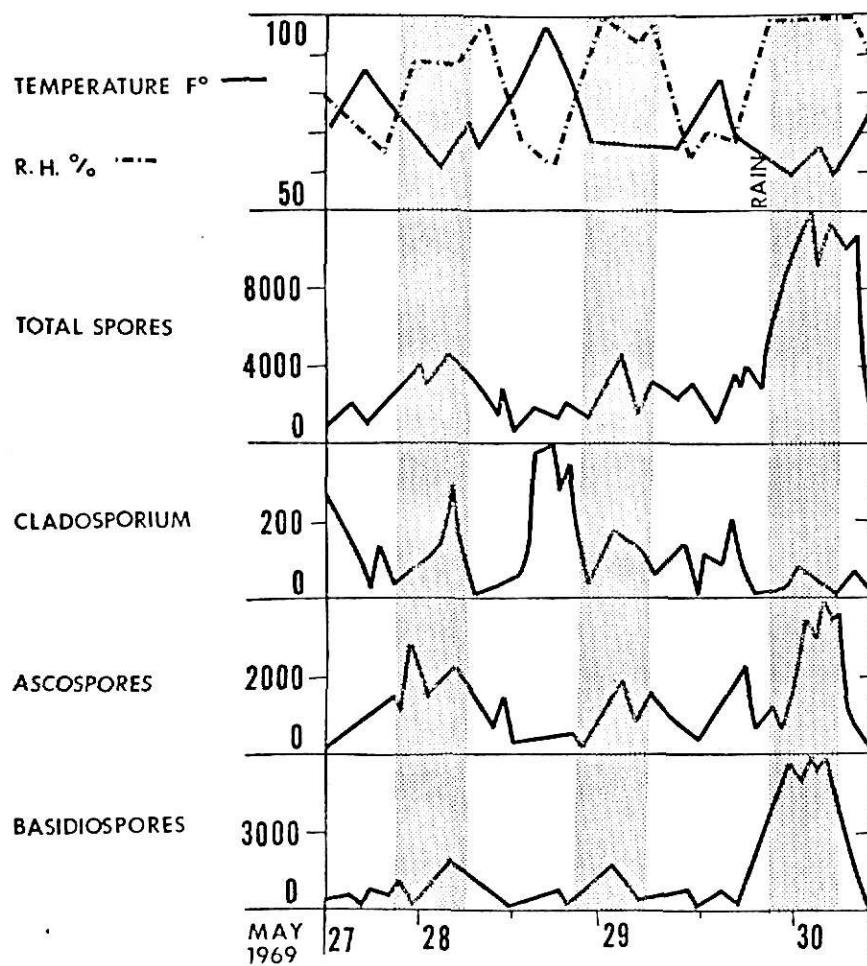 100
TEMPERATURE F°
R. H. %
50
RAIN
8000
TOTAL SPORES
4000
0
CLADOSPORIUM
200
0
ASCOSPORES
2000
0
BASIDIOSPORES
3000
0
MAY
1969
27 28 29 30